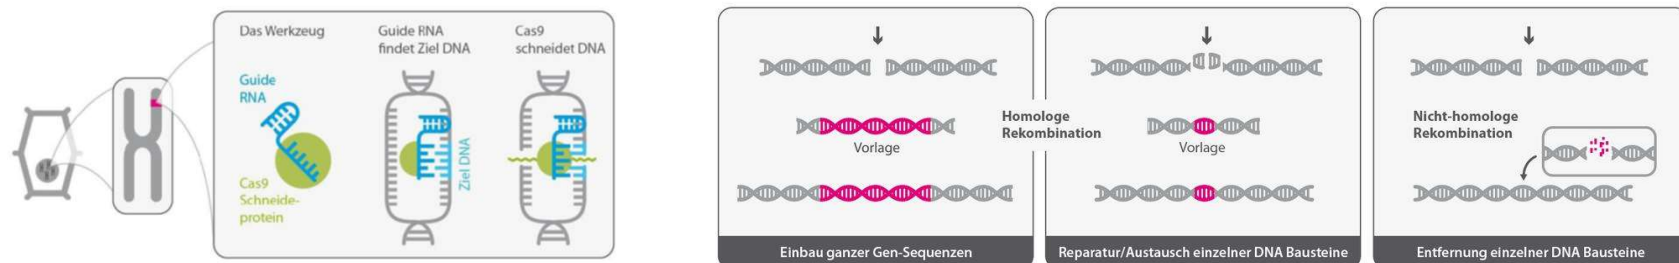 Das Werkzeug
Guide RNA
findet Ziel DNA
Cas9
schneidet DNA
Guide
RNA
Cas9
Schneide-
protein
Ziel DNA
Homologe
Rekombination
Vorlage
Vorlage
Nicht-homologe
Rekombination
Einbau ganzer Gen-Sequenzen
Reparatur/Austausch einzelner DNA Bausteine
Entfernung einzelner DNA Bausteine